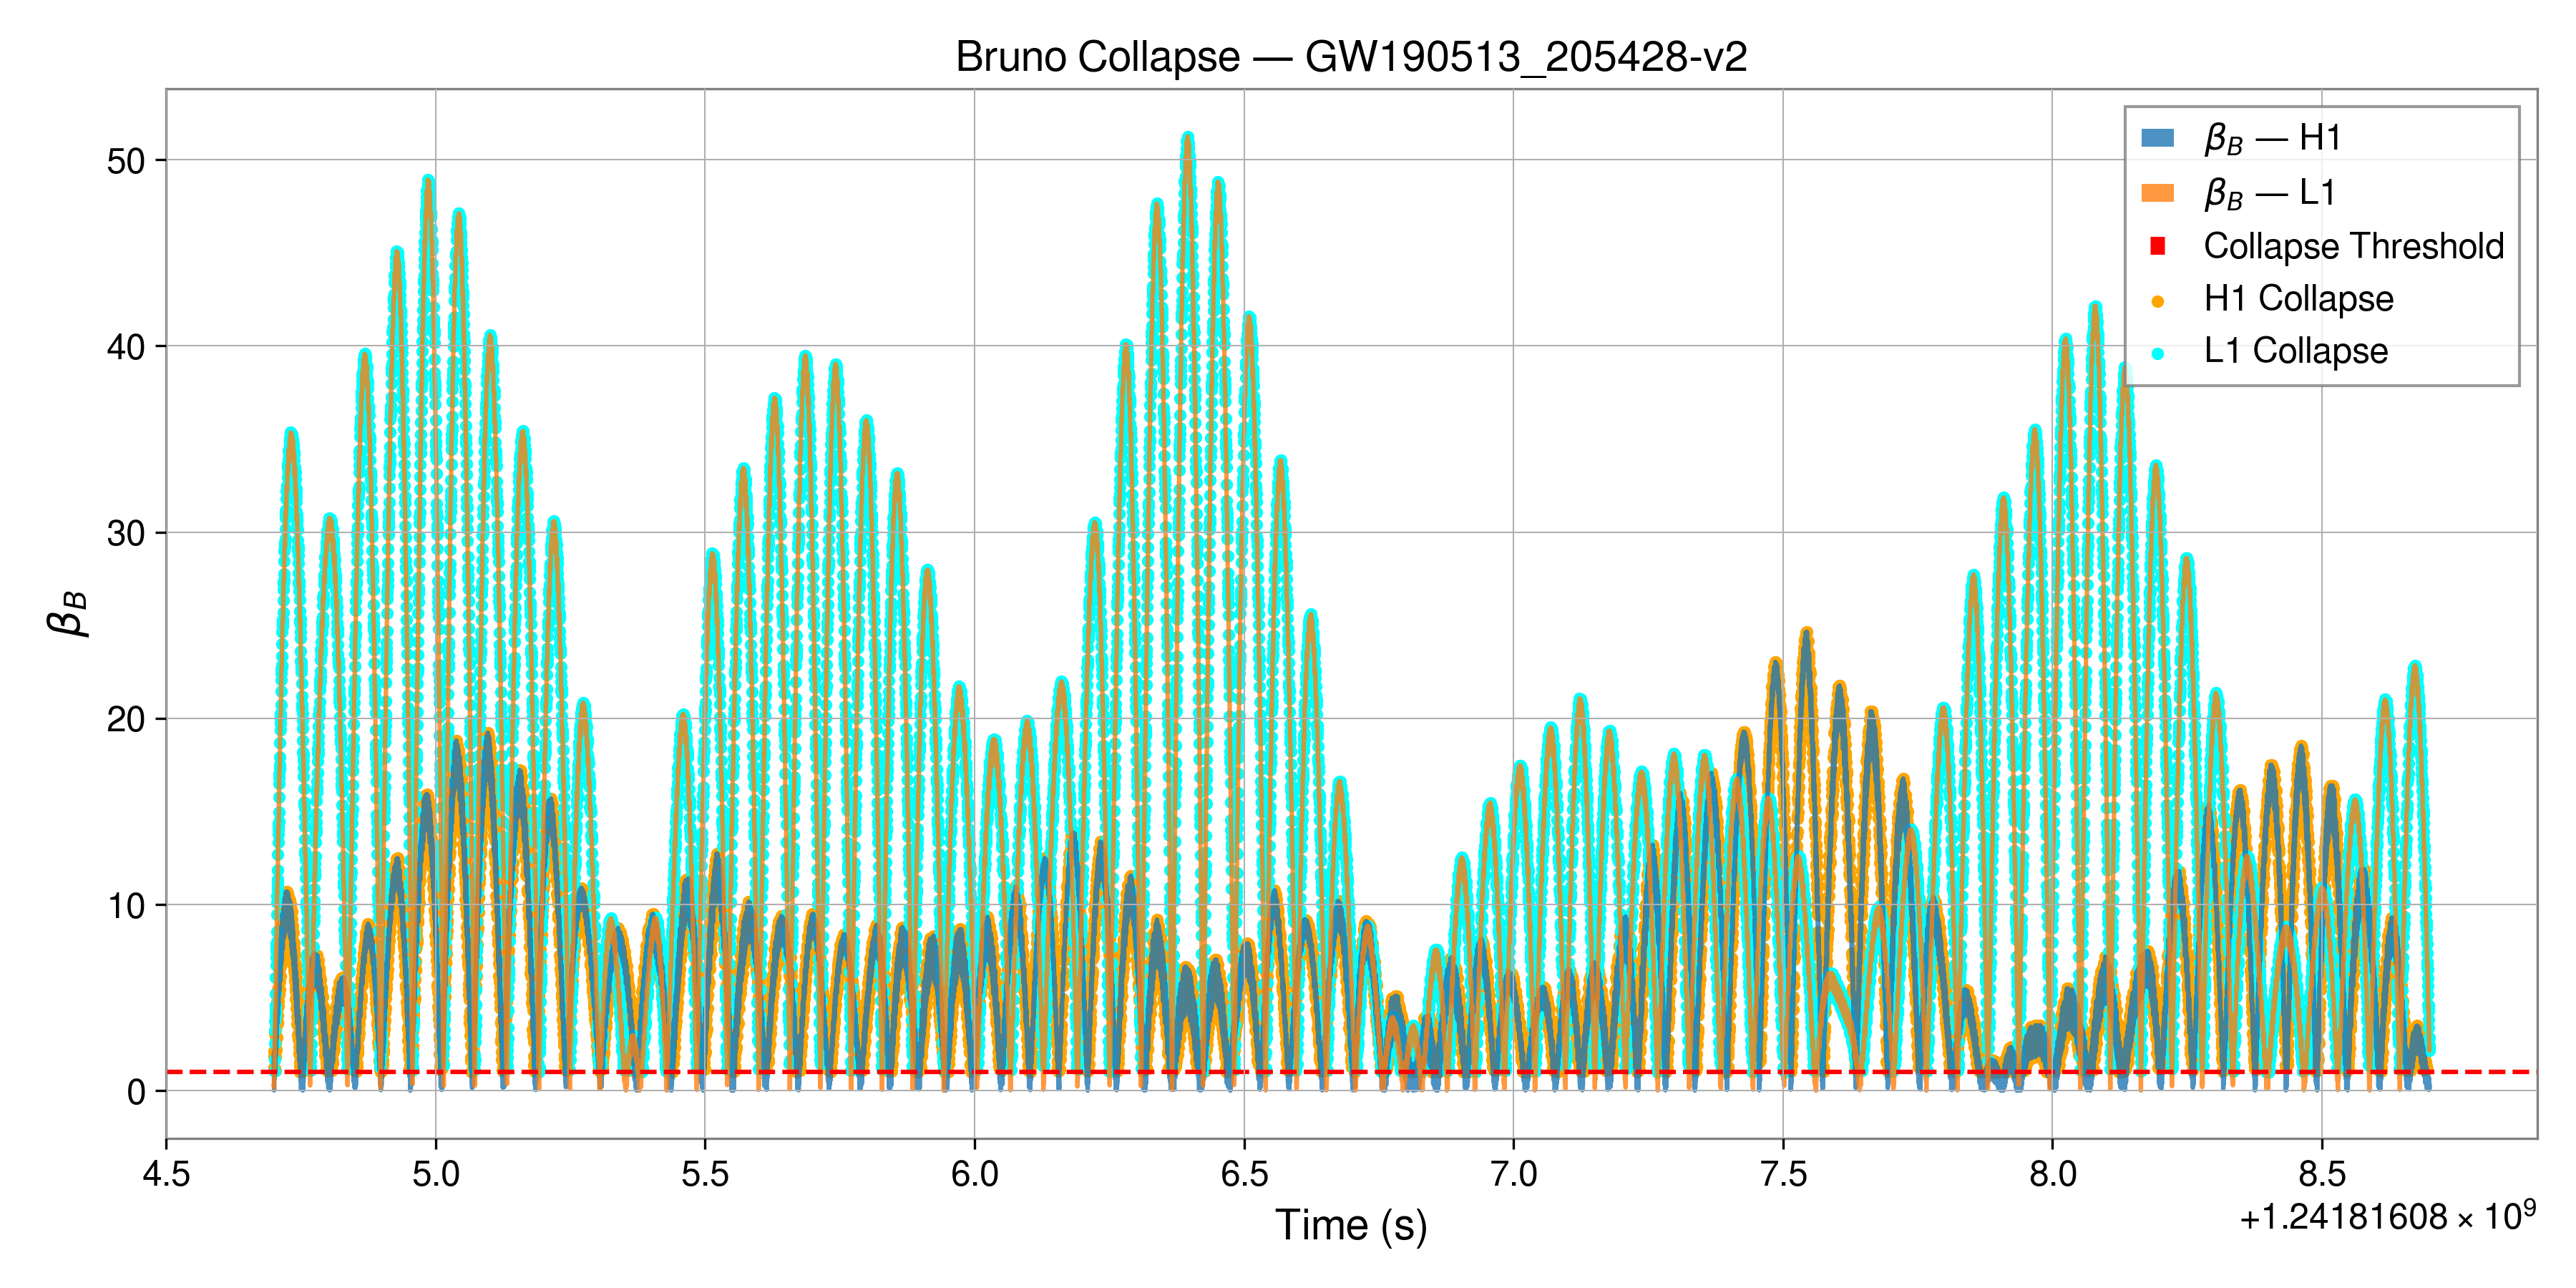 Bruno Collapse — GW190513_205428-v2
β_B — H1
β_B — L1
Collapse Threshold
H1 Collapse
L1 Collapse
50
40
30
20
10
0
β_B
4.5 5.0 5.5 6.0 6.5 7.0 7.5 8.0 8.5
+1.24181608 × 10⁹
Time (s)